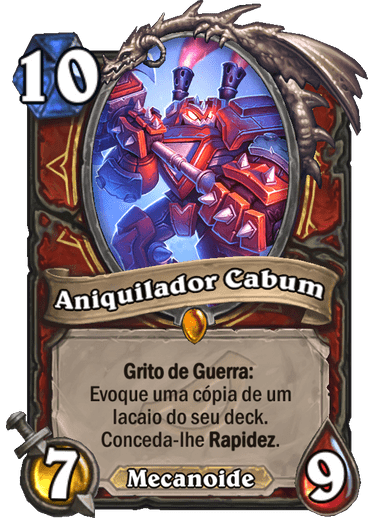 10
Aniquilador Cabum
Grito de Guerra:
Evoque uma cópia de um
lacaio do seu deck.
Conceda-lhe Rapidez.
7
Mecanoide
9